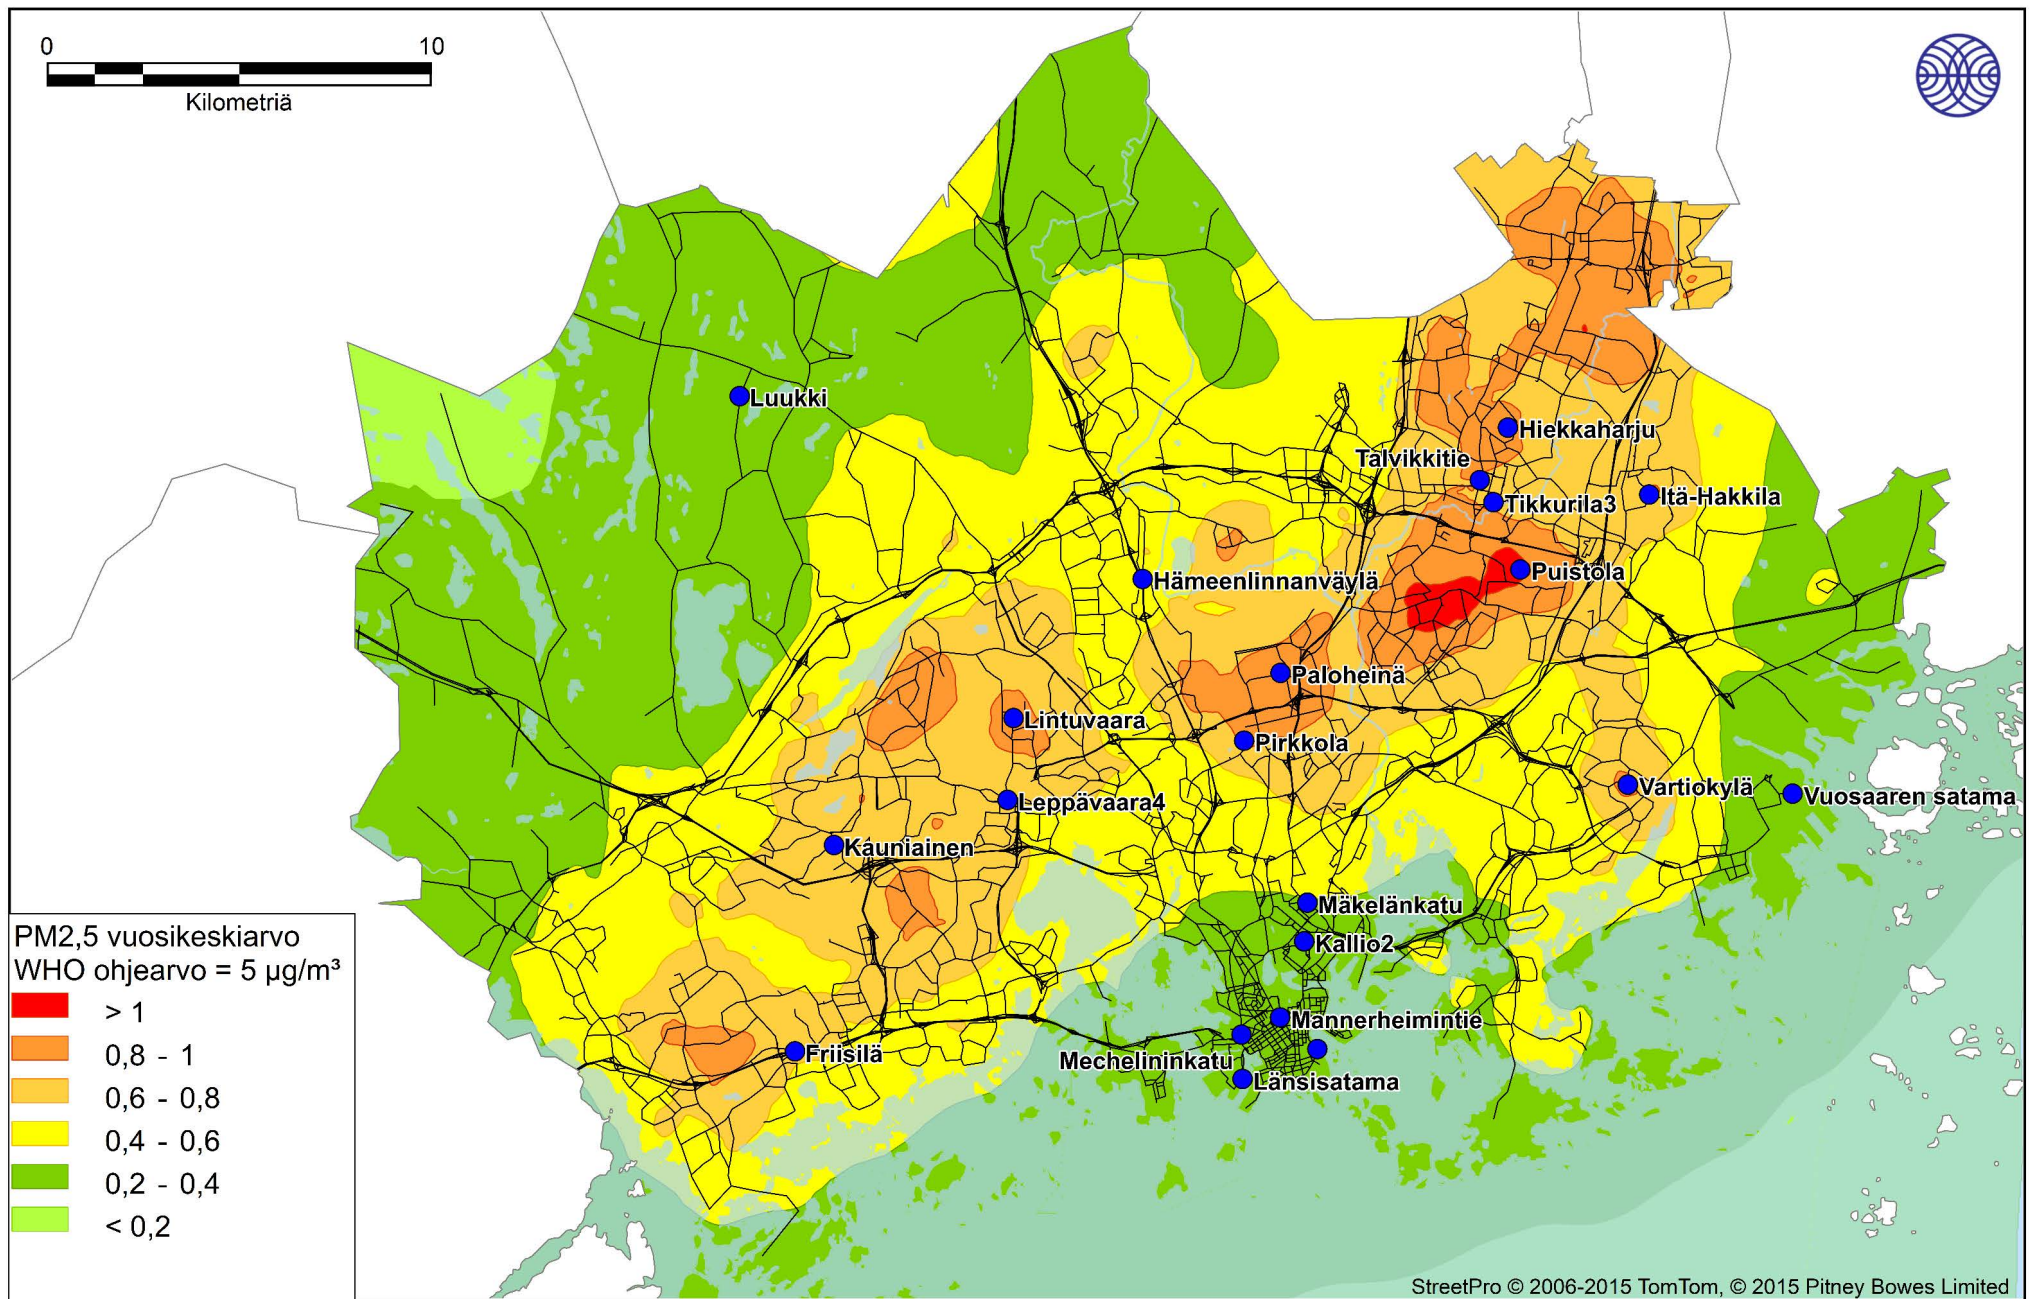 0 10
Kilometriä
Luukki
Hiekkaharju
Talvikkitie
Itä-Hakkila
Tikkurila3
Puistola
Hämeenlinnanväylä
Paloheinä
Lintuvaara
Pirkkola
Vartiokylä
Vuosaaren satama
Leppävaara4
Kauniainen
Mäkelänkatu
Kallio2
Mannerheimintie
Friisilä
Mechelininkatu
Länsisatama
PM2,5 vuosikeskiarvo
WHO ohjearvo = 5 µg/m³
> 1
0,8 - 1
0,6 - 0,8
0,4 - 0,6
0,2 - 0,4
< 0,2
StreetPro © 2006-2015 TomTom, © 2015 Pitney Bowes Limited